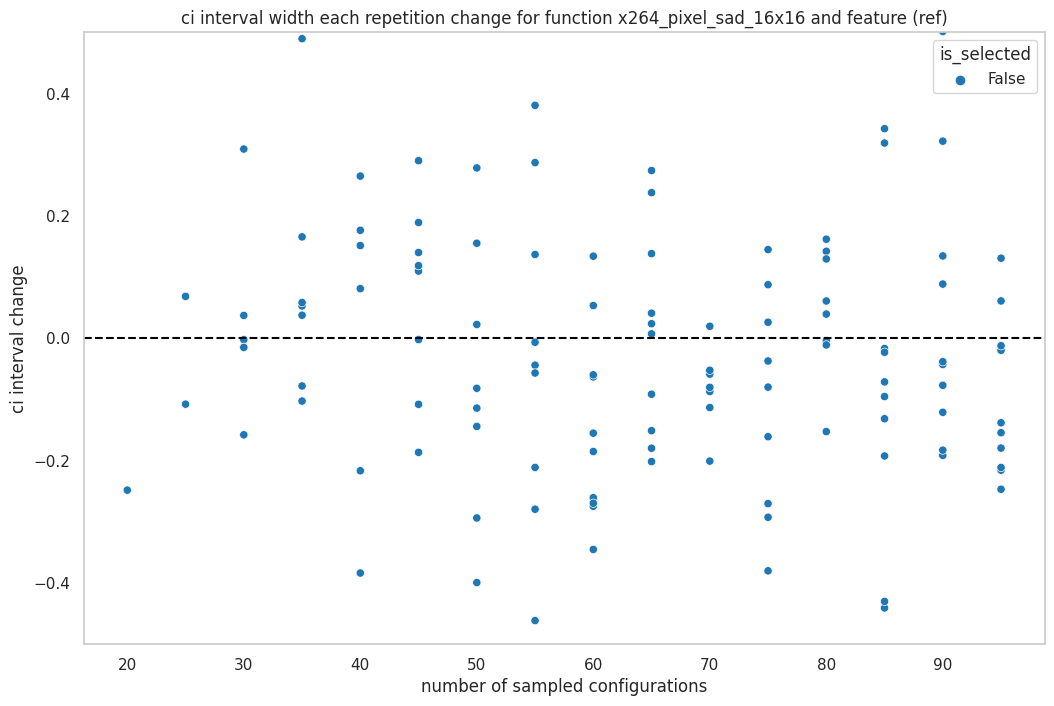 ci interval width each repetition change for function x264_pixel_sad_16x16 and feature (ref)
is_selected
False
ci interval change
0.4
0.2
0.0
−0.2
−0.4
20 30 40 50 60 70 80 90
number of sampled configurations